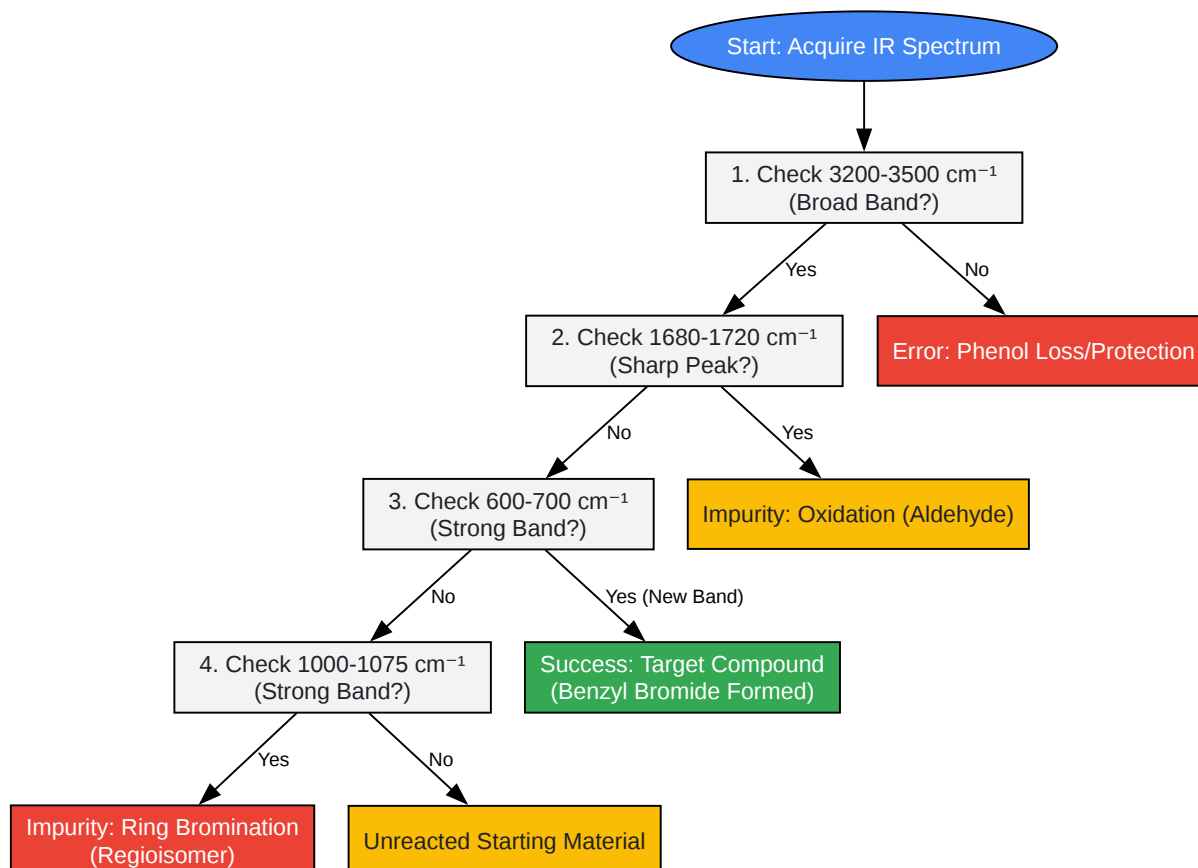 Start: Acquire IR Spectrum
1. Check 3200-3500 cm⁻¹
(Broad Band?)
Yes
No
2. Check 1680-1720 cm⁻¹
(Sharp Peak?)
Error: Phenol Loss/Protection
No
Yes
3. Check 600-700 cm⁻¹
(Strong Band?)
Impurity: Oxidation (Aldehyde)
No
Yes (New Band)
4. Check 1000-1075 cm⁻¹
(Strong Band?)
Success: Target Compound
(Benzyl Bromide Formed)
Yes
No
Impurity: Ring Bromination
(Regioisomer)
Unreacted Starting Material